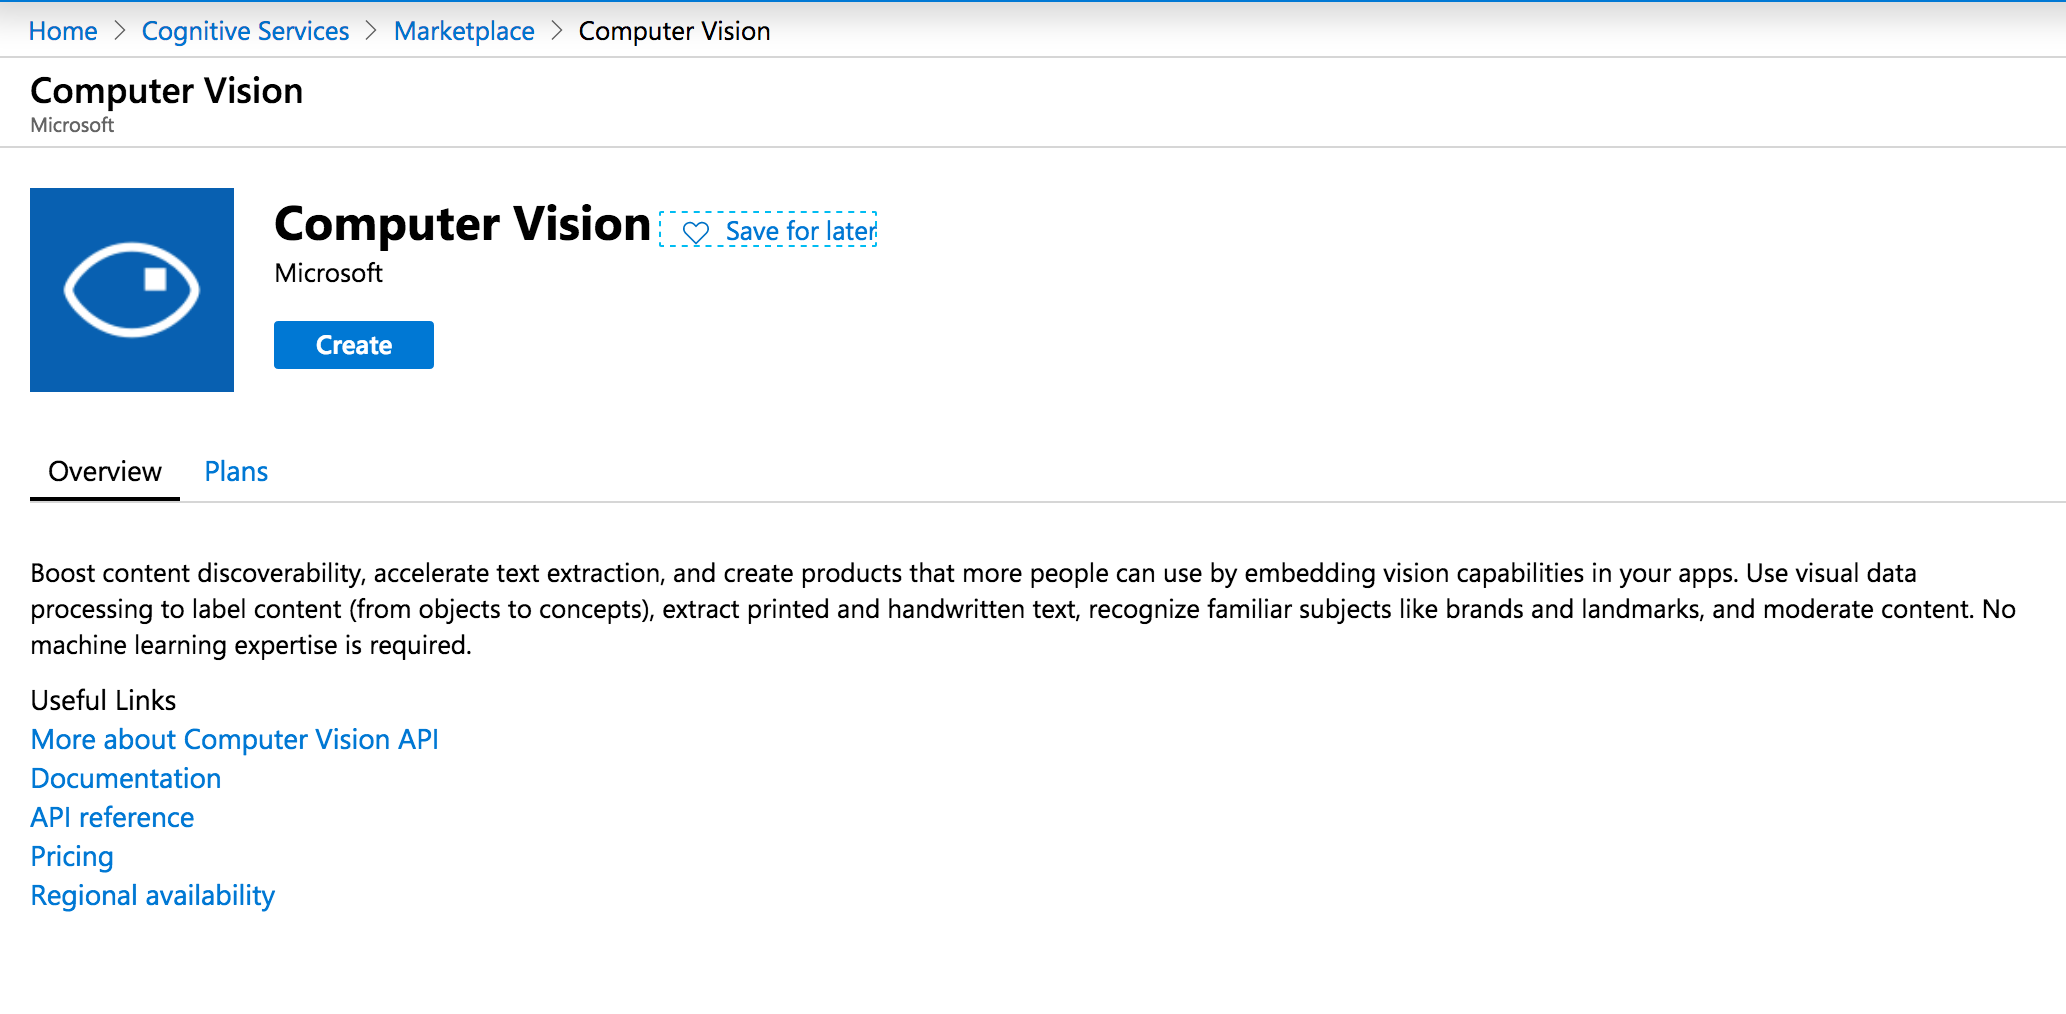 Home > Cognitive Services > Marketplace > Computer Vision
Computer Vision
Microsoft
Computer Vision
Save for later
Microsoft
Create
Overview Plans
Boost content discoverability, accelerate text extraction, and create products that more people can use by embedding vision capabilities in your apps. Use visual data
processing to label content (from objects to concepts), extract printed and handwritten text, recognize familiar subjects like brands and landmarks, and moderate content. No
machine learning expertise is required.
Useful Links
More about Computer Vision API
Documentation
API reference
Pricing
Regional availability